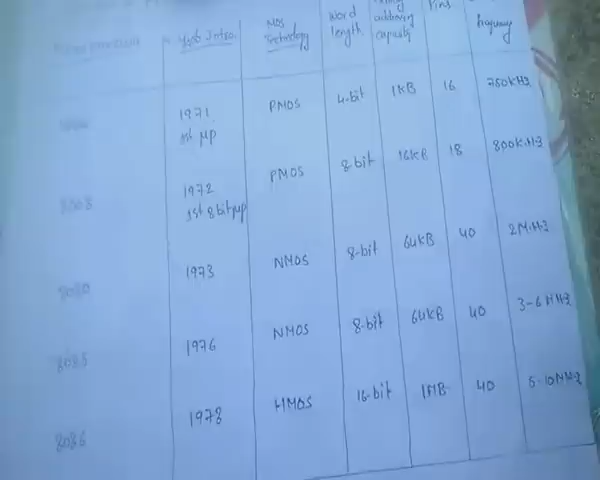 Microprocessor Year Intro. MOS Technology Word length addressing capacity Pins frequency
4004 1971 1st μp PMOS 4-bit 1KB 16 750KHz
8008 1972 1st 8bit μp PMOS 8-bit 16KB 18 800KHz
8080 1973 NMOS 8-bit 64KB 40 2MHz
8085 1976 NMOS 8-bit 64KB 40 3-6 MHz
8086 1978 HMOS 16-bit 1MB 40 5-10MHz